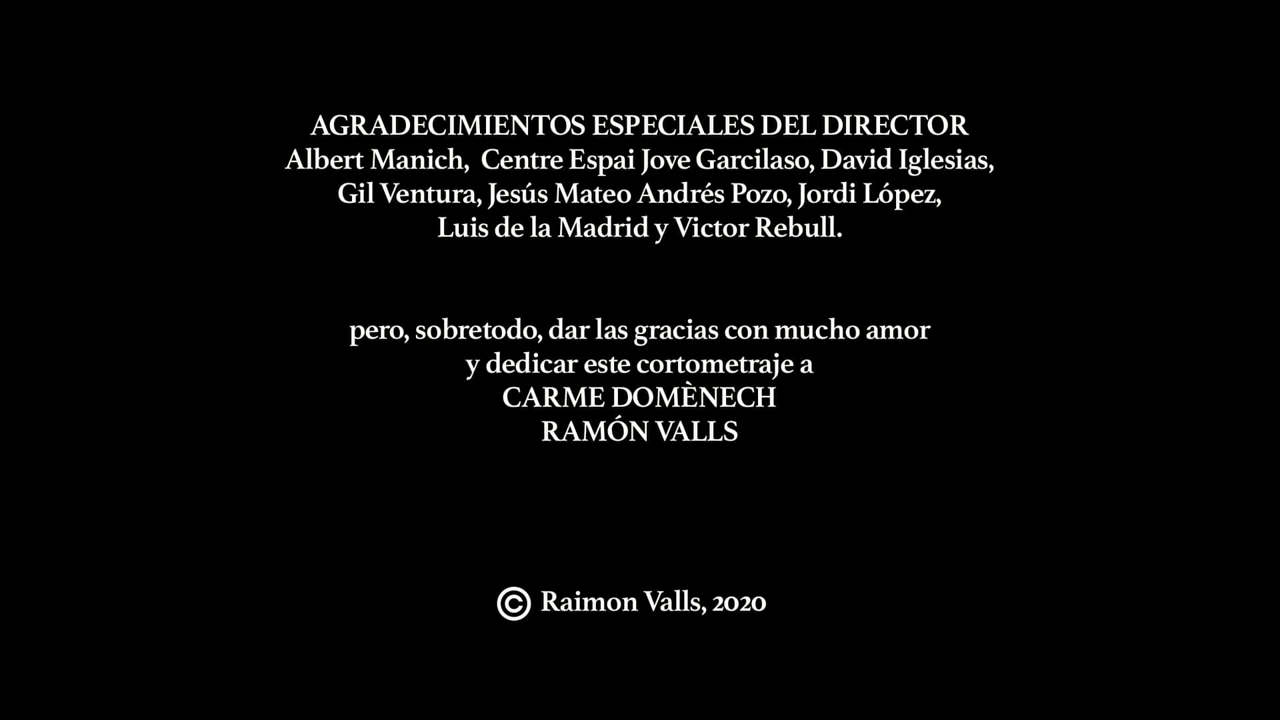 AGRADECIMIENTOS ESPECIALES DEL DIRECTOR
Albert Manich,  Centre Espai Jove Garcilaso, David Iglesias,
Gil Ventura, Jesús Mateo Andrés Pozo, Jordi López,
Luis de la Madrid y Victor Rebull.
pero, sobretodo, dar las gracias con mucho amor
y dedicar este cortometraje a
CARME DOMÈNECH
RAMÓN VALLS
© Raimon Valls, 2020